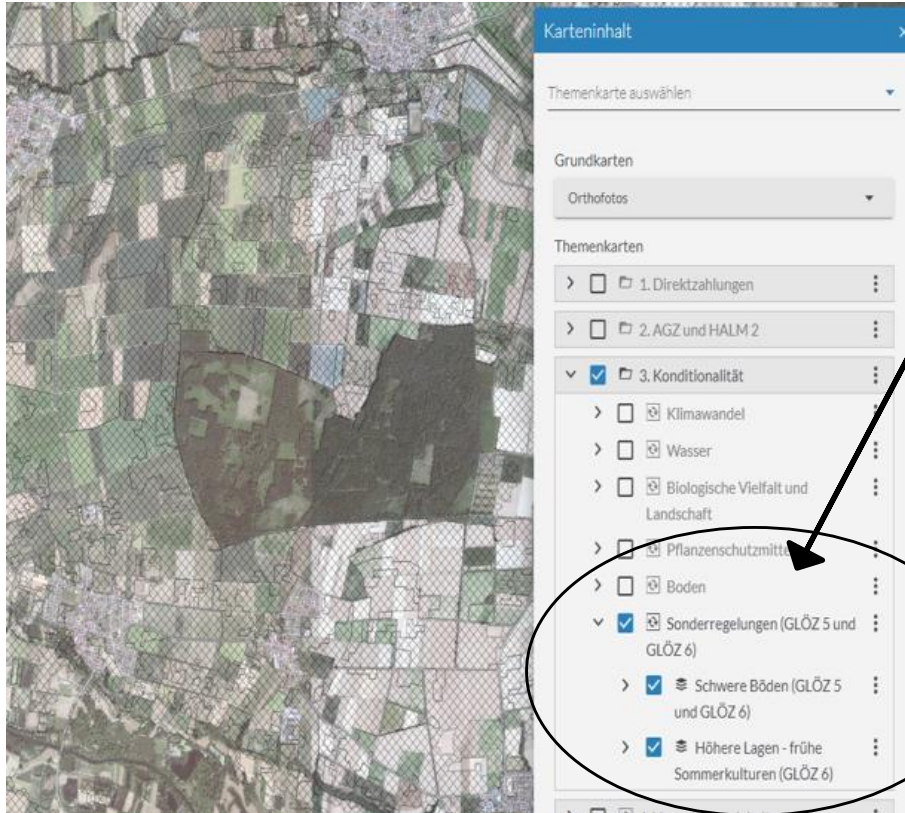 Karteninhalt
Themenkarte auswählen
Grundkarten
Orthofotos
Themenkarten
1. Direktzahlungen
2. AGZ und HALM 2
3. Konditionalität
Klimawandel
Wasser
Biologische Vielfalt und
Landschaft
Boden
Sonderregelungen (GLÖZ 5 und
GLÖZ 6)
Schwere Böden (GLÖZ 5
und GLÖZ 6)
Höhere Lagen - frühe
Sommerkulturen (GLÖZ 6)